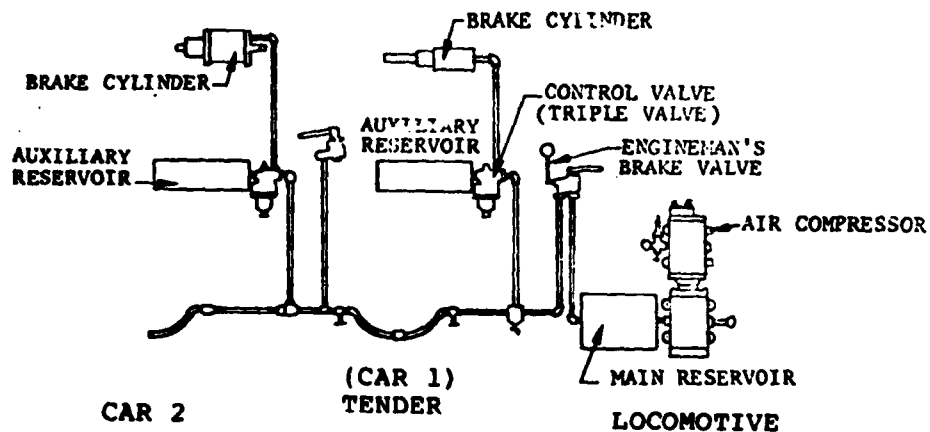 BRAKE CYLINDER
BRAKE CYLINDER
CONTROL VALVE
(TRIPLE VALVE)
AUXILIARY
RESERVOIR
ENGINEMAN'S
BRAKE VALVE
AUXILIARY
RESERVOIR
AIR COMPRESSOR
MAIN RESERVOIR
(CAR 1)
TENDER
CAR 2
LOCOMOTIVE